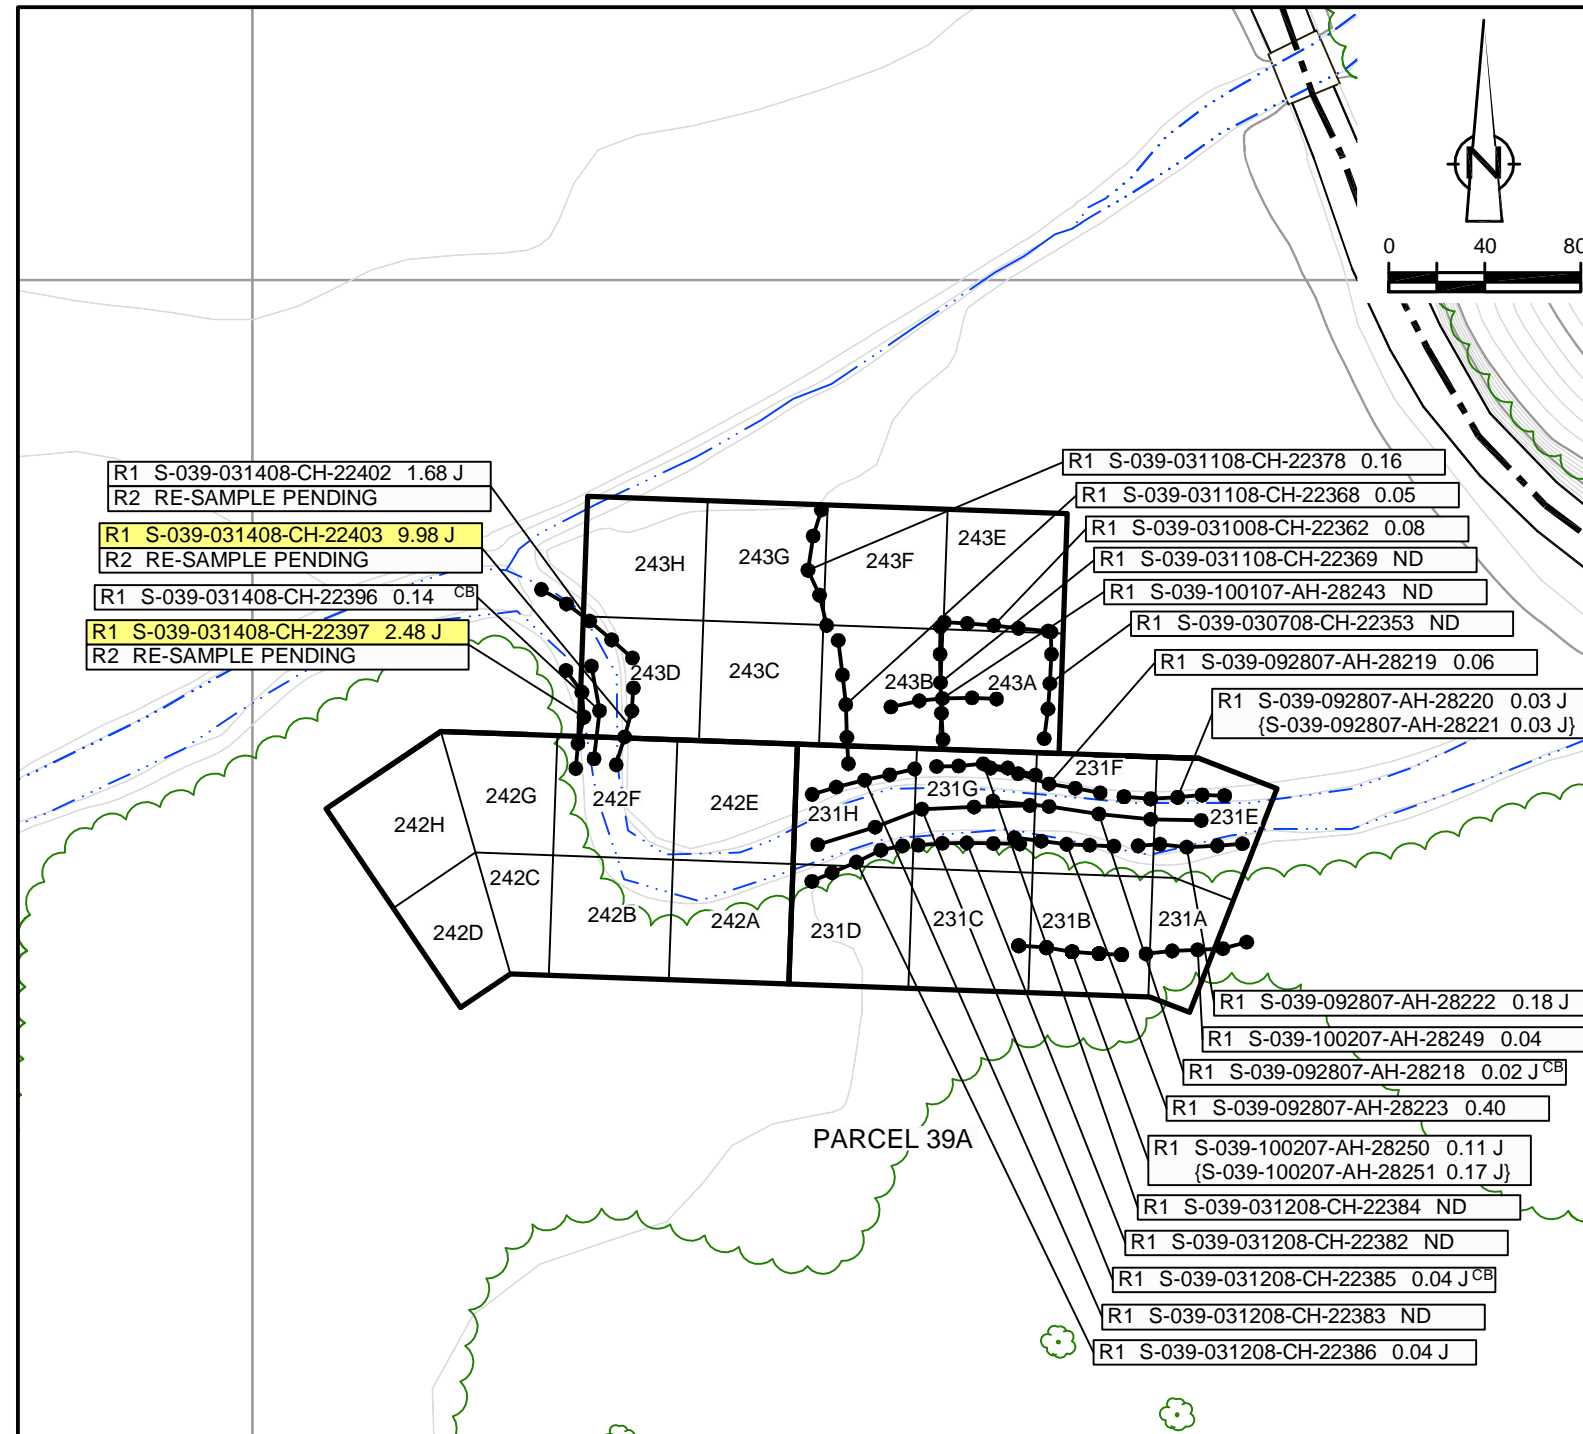 N
0 40 80
R1 S-039-031408-CH-22402 1.68 J
R2 RE-SAMPLE PENDING
R1 S-039-031408-CH-22403 9.98 J
R2 RE-SAMPLE PENDING
R1 S-039-031408-CH-22396 0.14 CB
R1 S-039-031408-CH-22397 2.48 J
R2 RE-SAMPLE PENDING
R1 S-039-031108-CH-22378 0.16
R1 S-039-031108-CH-22368 0.05
R1 S-039-031008-CH-22362 0.08
R1 S-039-031108-CH-22369 ND
R1 S-039-100107-AH-28243 ND
R1 S-039-030708-CH-22353 ND
R1 S-039-092807-AH-28219 0.06
R1 S-039-092807-AH-28220 0.03 J
{S-039-092807-AH-28221 0.03 J}
243H 243G 243F 243E
243D 243C 243B 243A
242H 242G 242F 242E
231H 231G 231F 231E
242D 242C 242B 242A
231D 231C 231B 231A
R1 S-039-092807-AH-28222 0.18 J
R1 S-039-100207-AH-28249 0.04
R1 S-039-092807-AH-28218 0.02 J CB
R1 S-039-092807-AH-28223 0.40
R1 S-039-100207-AH-28250 0.11 J
{S-039-100207-AH-28251 0.17 J}
R1 S-039-031208-CH-22384 ND
R1 S-039-031208-CH-22382 ND
R1 S-039-031208-CH-22385 0.04 J CB
R1 S-039-031208-CH-22383 ND
R1 S-039-031208-CH-22386 0.04 J
PARCEL 39A